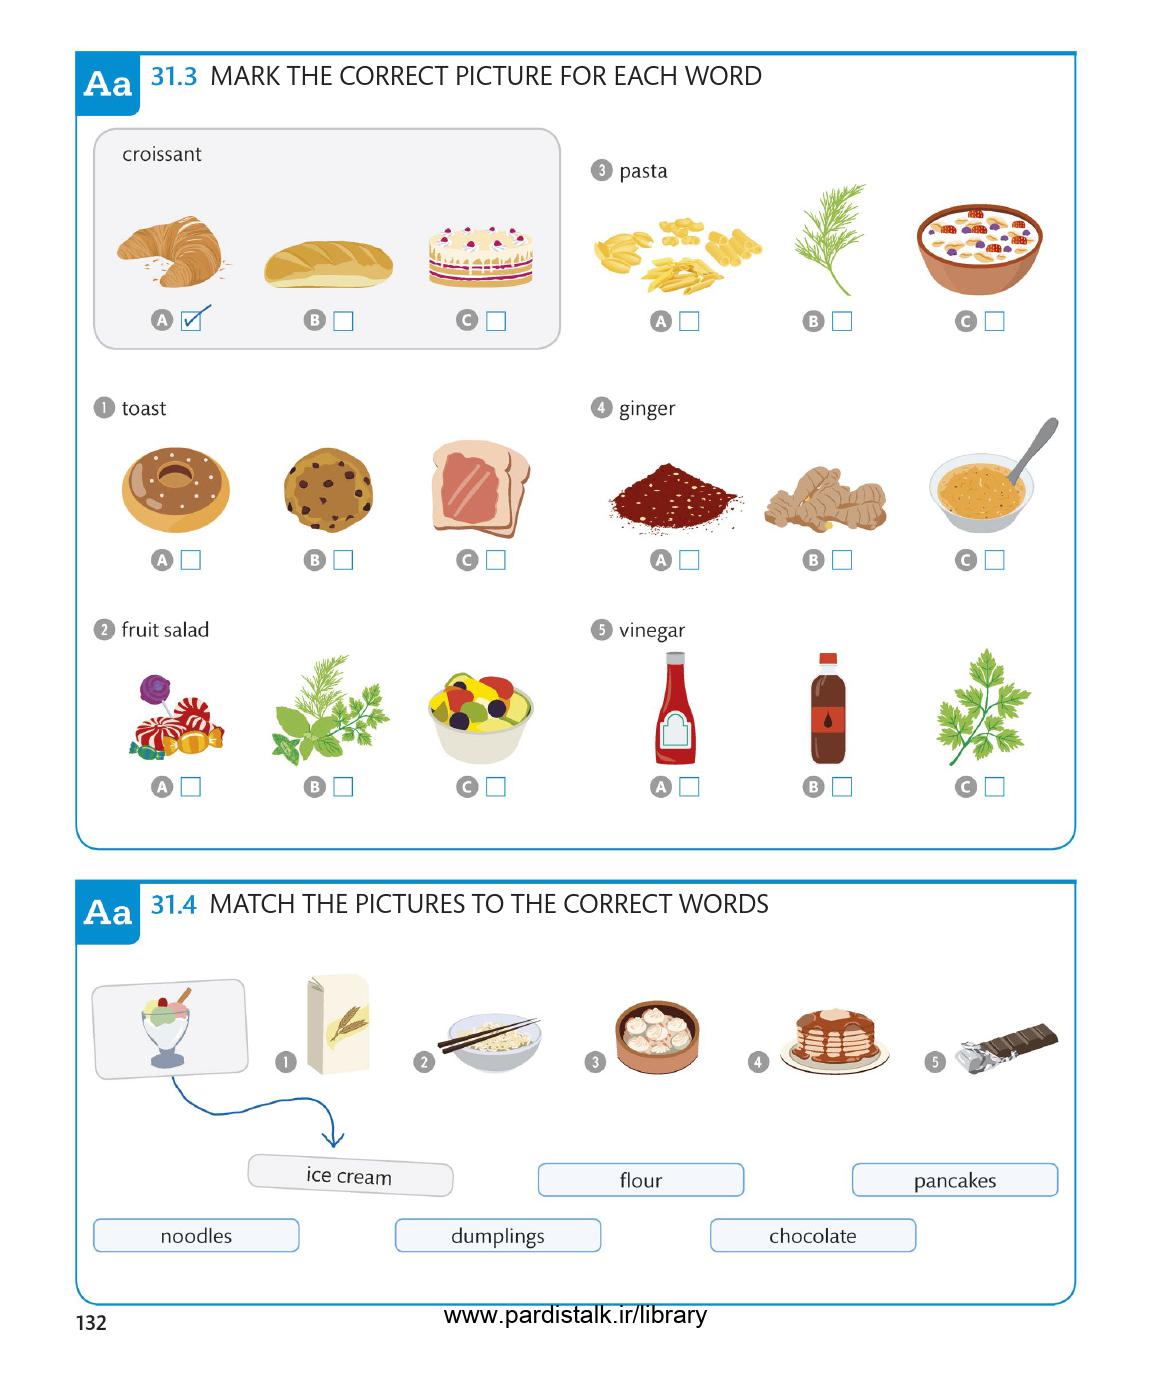 Aa 31.3 MARK THE CORRECT PICTURE FOR EACH WORD
croissant
A B C
1 toast
A B C
2 fruit salad
A B C
3 pasta
A B C
4 ginger
A B C
5 vinegar
A B C
Aa 31.4 MATCH THE PICTURES TO THE CORRECT WORDS
1 2 3 4 5
ice cream flour pancakes
noodles dumplings chocolate
132
www.pardistalk.ir/library